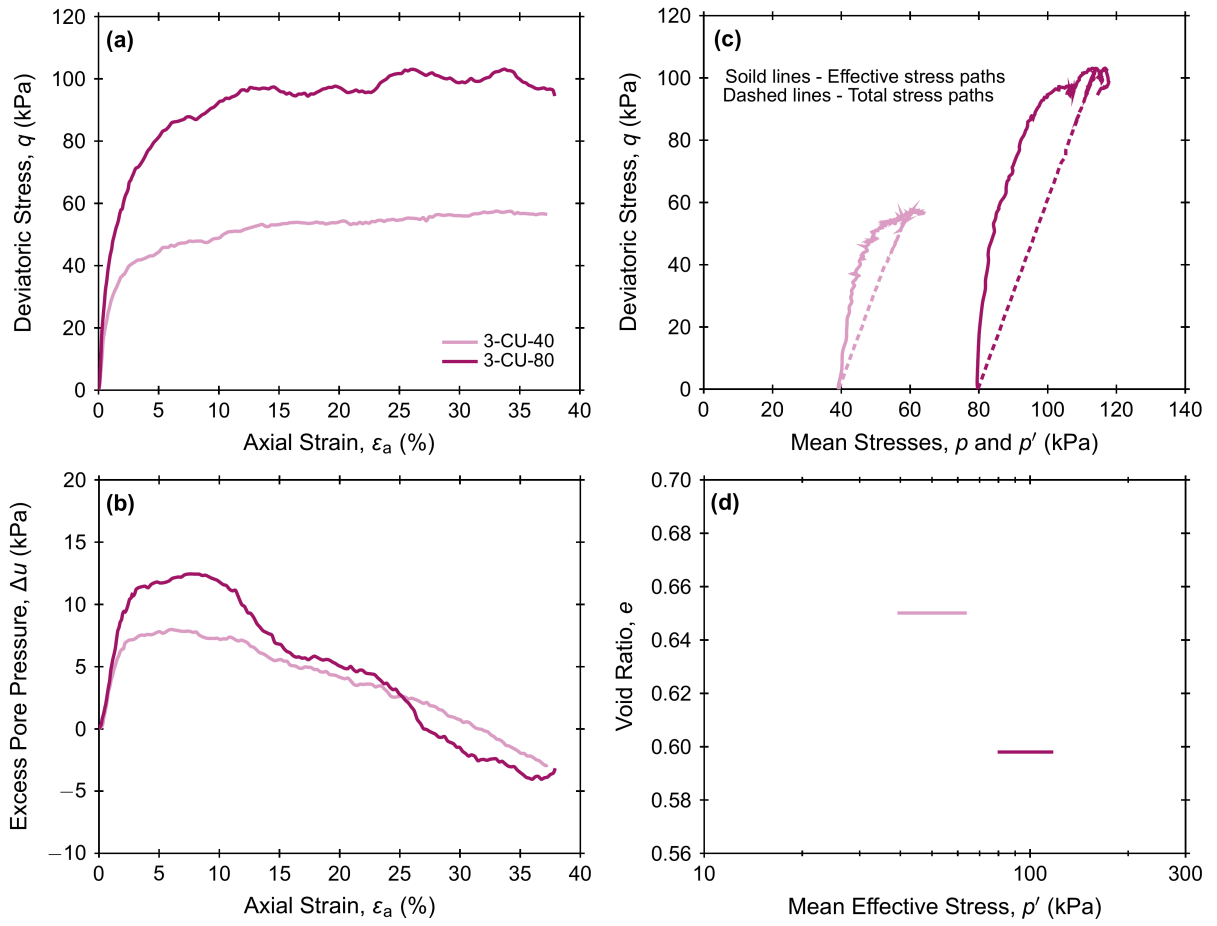 (a)
Deviatoric Stress, q (kPa)
120
100
80
60
40
20
0
3-CU-40
3-CU-80
0 5 10 15 20 25 30 35 40
Axial Strain, εa (%)
(c)
Deviatoric Stress, q (kPa)
Soild lines - Effective stress paths
Dashed lines - Total stress paths
120
100
80
60
40
20
0
0 20 40 60 80 100 120 140
Mean Stresses, p and p′ (kPa)
(b)
Excess Pore Pressure, Δu (kPa)
20
15
10
5
0
−5
−10
0 5 10 15 20 25 30 35 40
Axial Strain, εa (%)
(d)
Void Ratio, e
0.70
0.68
0.66
0.64
0.62
0.60
0.58
0.56
10 100 300
Mean Effective Stress, p′ (kPa)